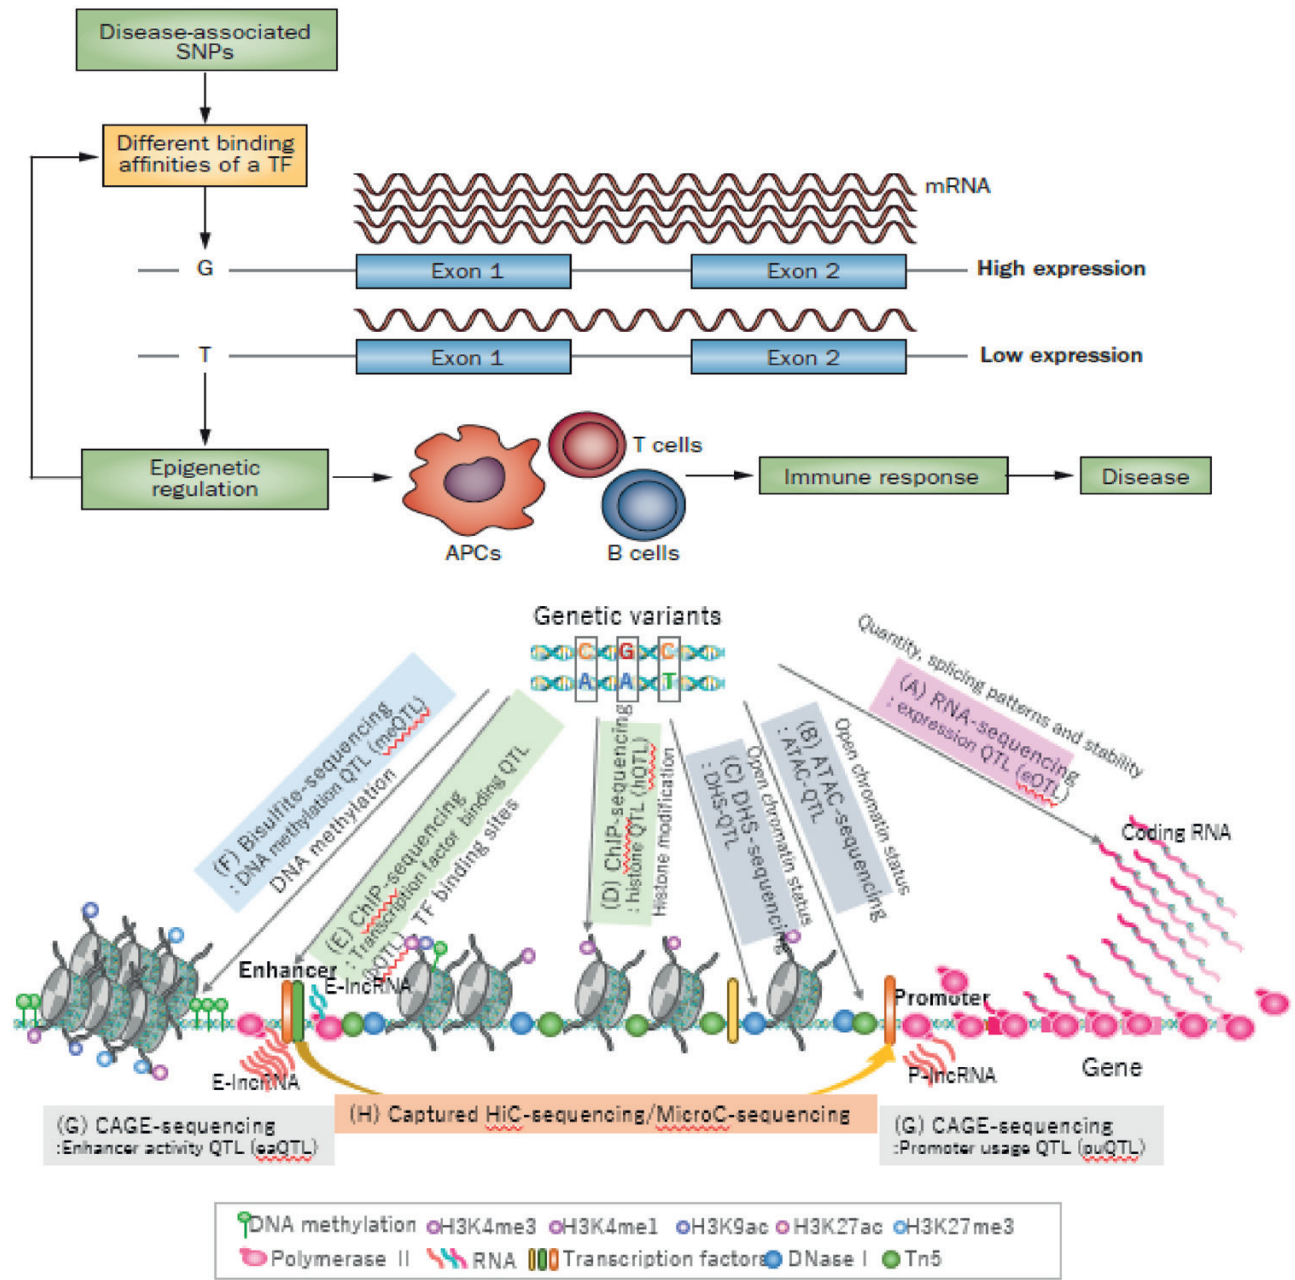 Disease-associated
SNPs
Different binding
affinities of a TF
mRNA
G
Exon 1
Exon 2
High expression
T
Exon 1
Exon 2
Low expression
Epigenetic
regulation
APCs
T cells
B cells
Immune response
Disease
Genetic variants
C G C
A A T
(F) Bisulfite-sequencing
: DNA methylation QTL (meQTL)
DNA methylation
(E) ChIP-sequencing
: Transcription factor binding QTL
(bQTL) TF binding sites
(D) ChIP-sequencing
: histone QTL (hQTL)
Histone modification
(C) DHS-sequencing
: DHS-QTL
Open chromatin status
(B) ATAC-sequencing
: ATAC-QTL
Open chromatin status
Quantity, splicing patterns and stability
(A) RNA-sequencing
: expression QTL (eQTL)
Coding RNA
Enhancer
E-lncRNA
Promoter
E-lncRNA
P-lncRNA
Gene
(G) CAGE-sequencing
:Enhancer activity QTL (eaQTL)
(H) Captured HiC-sequencing/MicroC-sequencing
(G) CAGE-sequencing
:Promoter usage QTL (puQTL)
DNA methylation H3K4me3 H3K4me1 H3K9ac H3K27ac H3K27me3
Polymerase II RNA Transcription factors DNase I Tn5